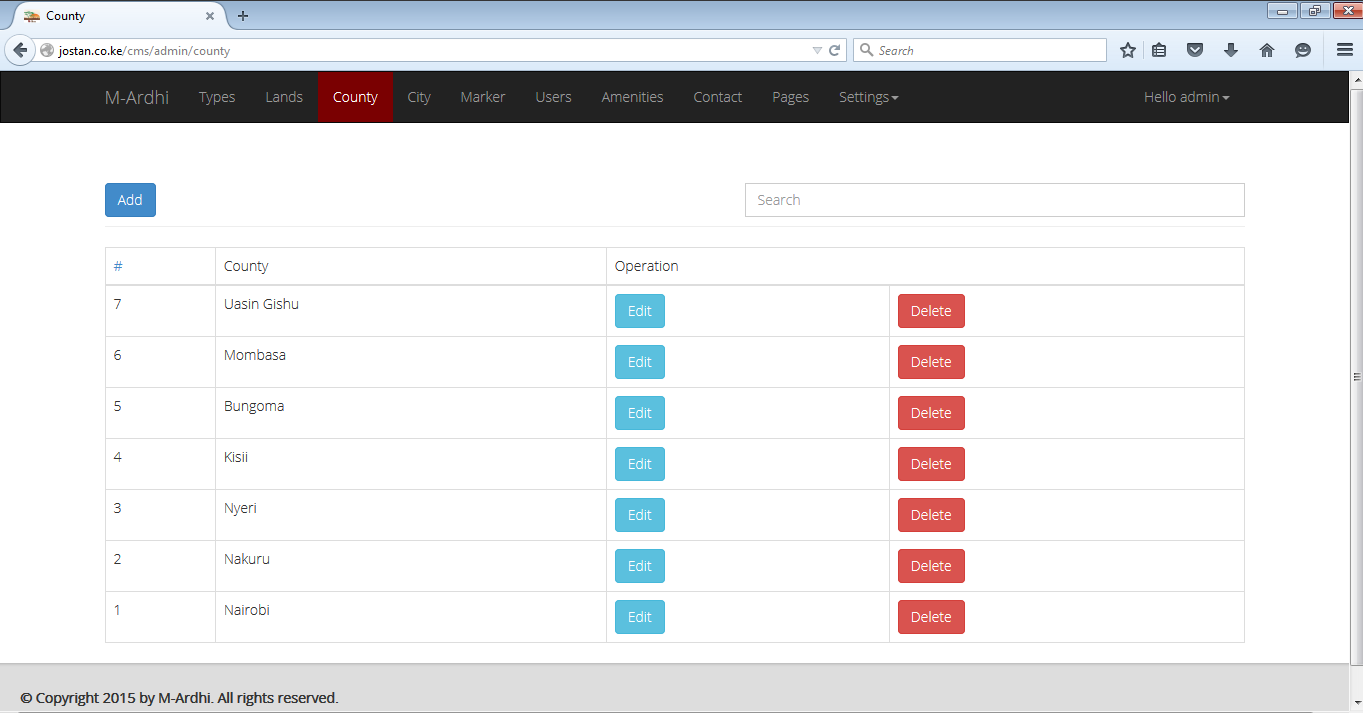 County
jostan.co.ke/cms/admin/county
Search
M-Ardhi Types Lands County City Marker Users Amenities Contact Pages Settings Hello admin
Add Search
# County Operation
7 Uasin Gishu Edit Delete
6 Mombasa Edit Delete
5 Bungoma Edit Delete
4 Kisii Edit Delete
3 Nyeri Edit Delete
2 Nakuru Edit Delete
1 Nairobi Edit Delete
© Copyright 2015 by M-Ardhi. All rights reserved.